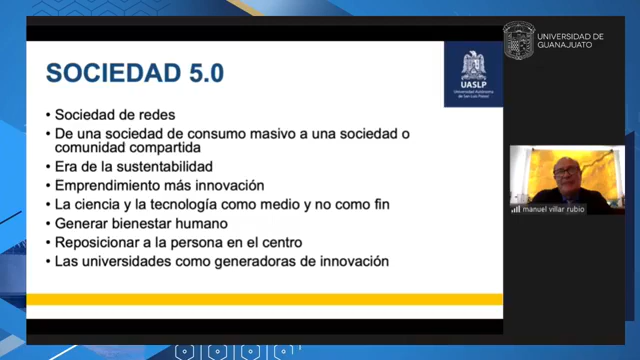 UNIVERSIDAD DE
GUANAJUATO
SOCIEDAD 5.0
UASLP
Universidad Autónoma
de San Luis Potosí
• Sociedad de redes
• De una sociedad de consumo masivo a una sociedad o
comunidad compartida
• Era de la sustentabilidad
• Emprendimiento más innovación
• La ciencia y la tecnología como medio y no como fin
• Generar bienestar humano
• Reposicionar a la persona en el centro
• Las universidades como generadoras de innovación
manuel villar rubio